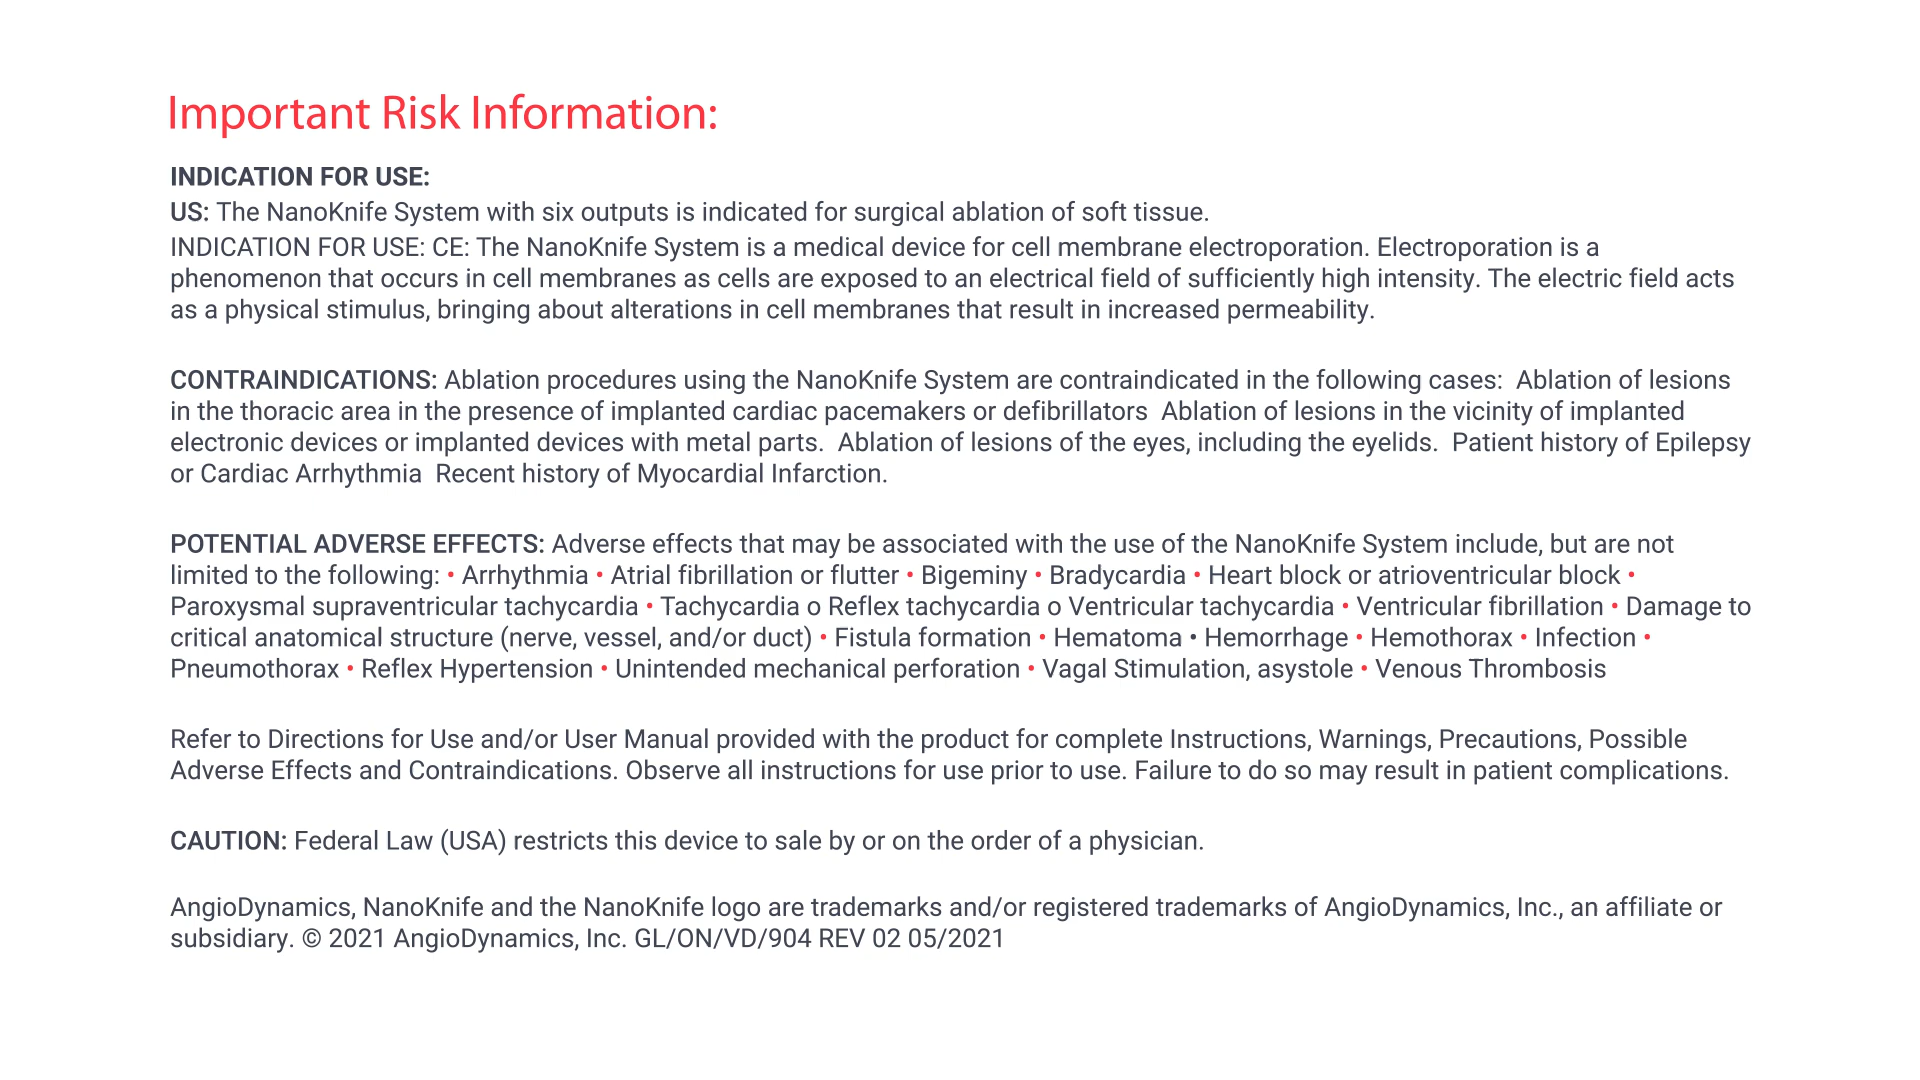 Important Risk Information:
INDICATION FOR USE:
US: The NanoKnife System with six outputs is indicated for surgical ablation of soft tissue.
INDICATION FOR USE: CE: The NanoKnife System is a medical device for cell membrane electroporation. Electroporation is a
phenomenon that occurs in cell membranes as cells are exposed to an electrical field of sufficiently high intensity. The electric field acts
as a physical stimulus, bringing about alterations in cell membranes that result in increased permeability.
CONTRAINDICATIONS: Ablation procedures using the NanoKnife System are contraindicated in the following cases:  Ablation of lesions
in the thoracic area in the presence of implanted cardiac pacemakers or defibrillators  Ablation of lesions in the vicinity of implanted
electronic devices or implanted devices with metal parts.  Ablation of lesions of the eyes, including the eyelids.  Patient history of Epilepsy
or Cardiac Arrhythmia  Recent history of Myocardial Infarction.
POTENTIAL ADVERSE EFFECTS: Adverse effects that may be associated with the use of the NanoKnife System include, but are not
limited to the following: • Arrhythmia • Atrial fibrillation or flutter • Bigeminy • Bradycardia • Heart block or atrioventricular block •
Paroxysmal supraventricular tachycardia • Tachycardia o Reflex tachycardia o Ventricular tachycardia • Ventricular fibrillation • Damage to
critical anatomical structure (nerve, vessel, and/or duct) • Fistula formation • Hematoma • Hemorrhage • Hemothorax • Infection •
Pneumothorax • Reflex Hypertension • Unintended mechanical perforation • Vagal Stimulation, asystole • Venous Thrombosis
Refer to Directions for Use and/or User Manual provided with the product for complete Instructions, Warnings, Precautions, Possible
Adverse Effects and Contraindications. Observe all instructions for use prior to use. Failure to do so may result in patient complications.
CAUTION: Federal Law (USA) restricts this device to sale by or on the order of a physician.
AngioDynamics, NanoKnife and the NanoKnife logo are trademarks and/or registered trademarks of AngioDynamics, Inc., an affiliate or
subsidiary. © 2021 AngioDynamics, Inc. GL/ON/VD/904 REV 02 05/2021